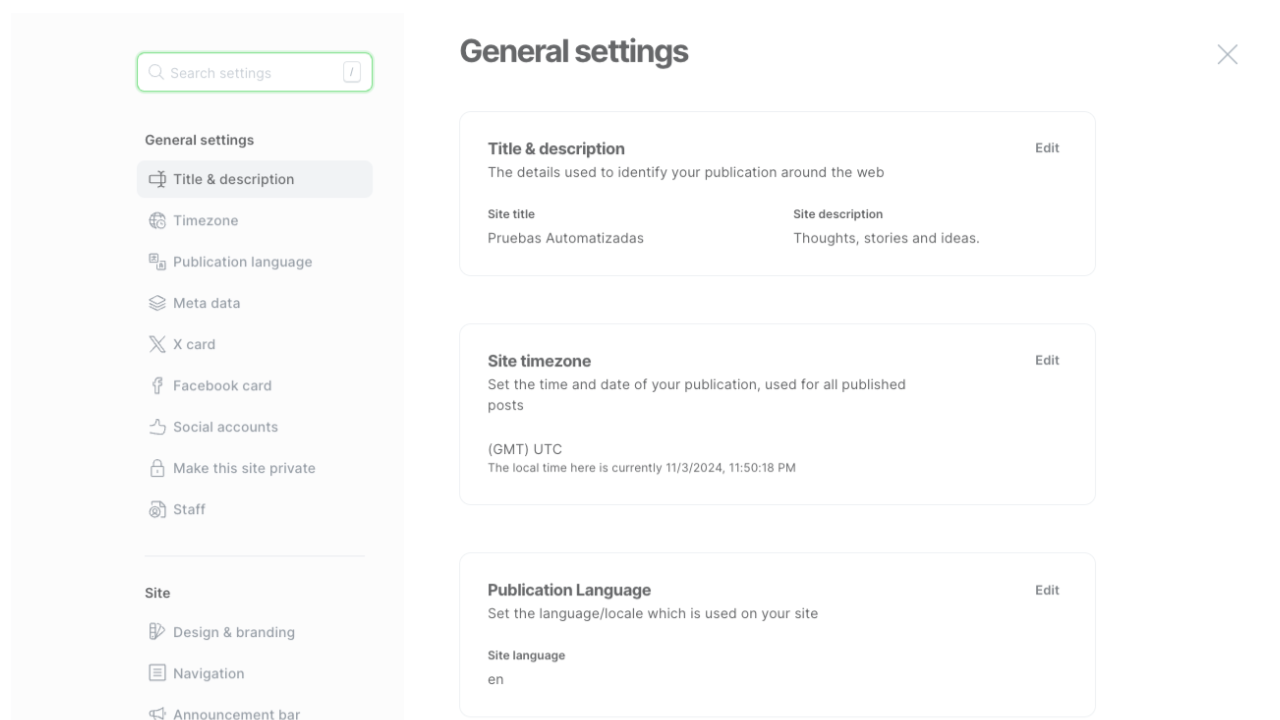 Search settings /
General settings
Title & description
Timezone
Publication language
Meta data
X card
Facebook card
Social accounts
Make this site private
Staff
Site
Design & branding
Navigation
Announcement bar
General settings
Title & description Edit
The details used to identify your publication around the web
Site title Site description
Pruebas Automatizadas Thoughts, stories and ideas.
Site timezone Edit
Set the time and date of your publication, used for all published
posts
(GMT) UTC
The local time here is currently 11/3/2024, 11:50:18 PM
Publication Language Edit
Set the language/locale which is used on your site
Site language
en